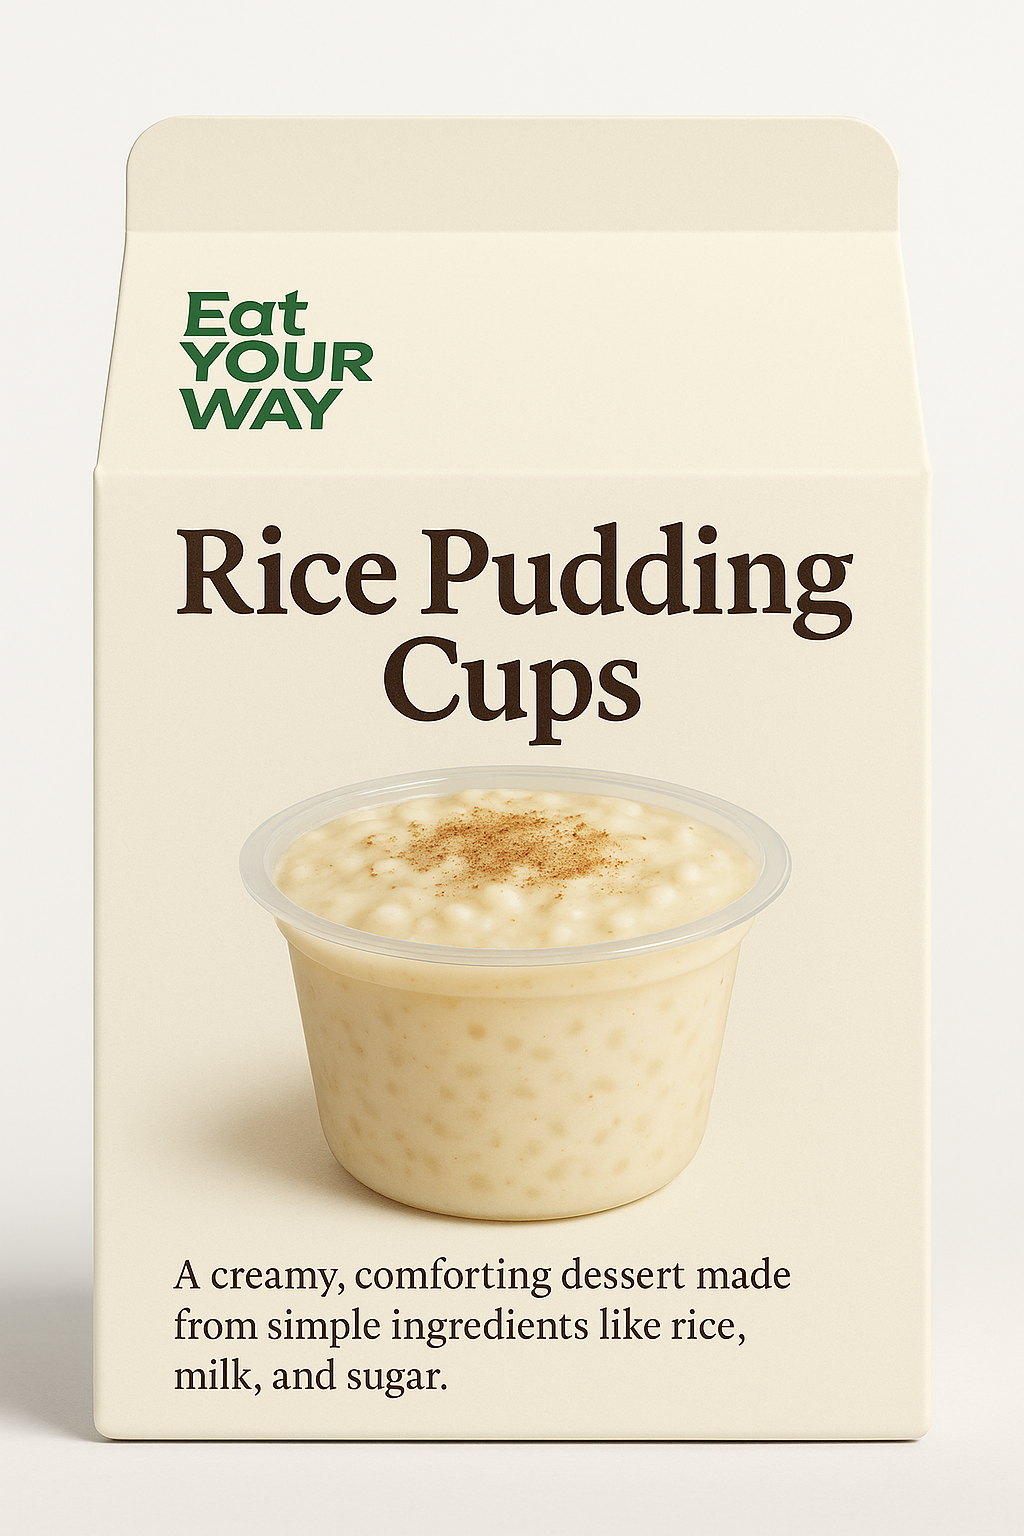 Eat
YOUR
WAY
Rice Pudding
Cups
A creamy, comforting dessert made
from simple ingredients like rice,
milk, and sugar.